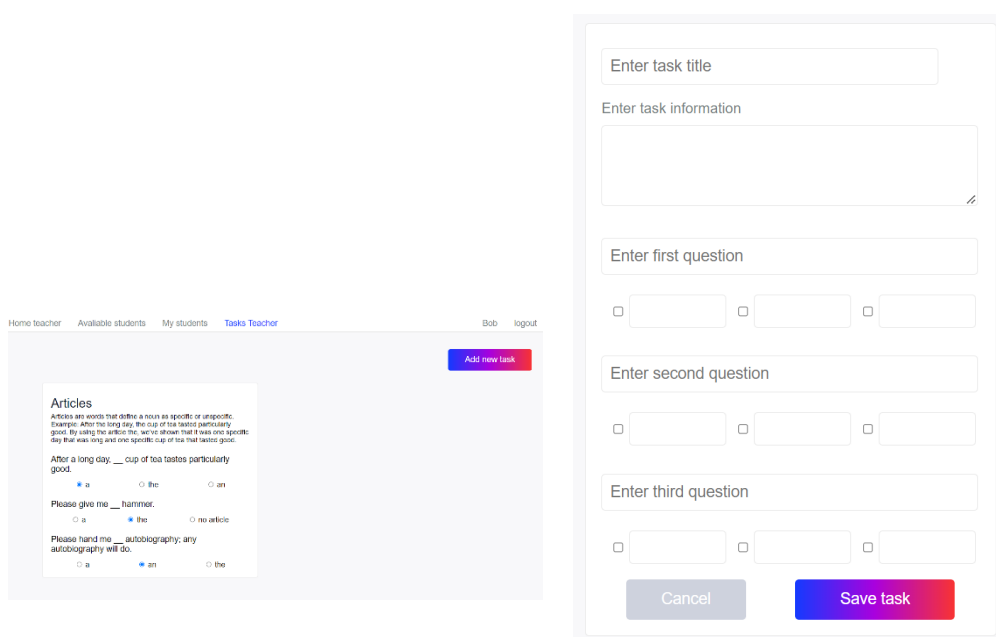 Home teacher Available students My students Tasks Teacher Bob logout
Add new task
Articles
Articles are words that define a noun as specific or unspecific.
Example: After the long day, the cup of tea tasted particularly
good. By using the article the, we've shown that it was one specific
day that was long and one specific cup of tea that tastes good.
After a long day, __ cup of tea tastes particularly
good.
a the an
Please give me __ hammer.
a the no article
Please hand me __ autobiography; any
autobiography will do.
a an the
Enter task title
Enter task information
Enter first question
Enter second question
Enter third question
Cancel Save task